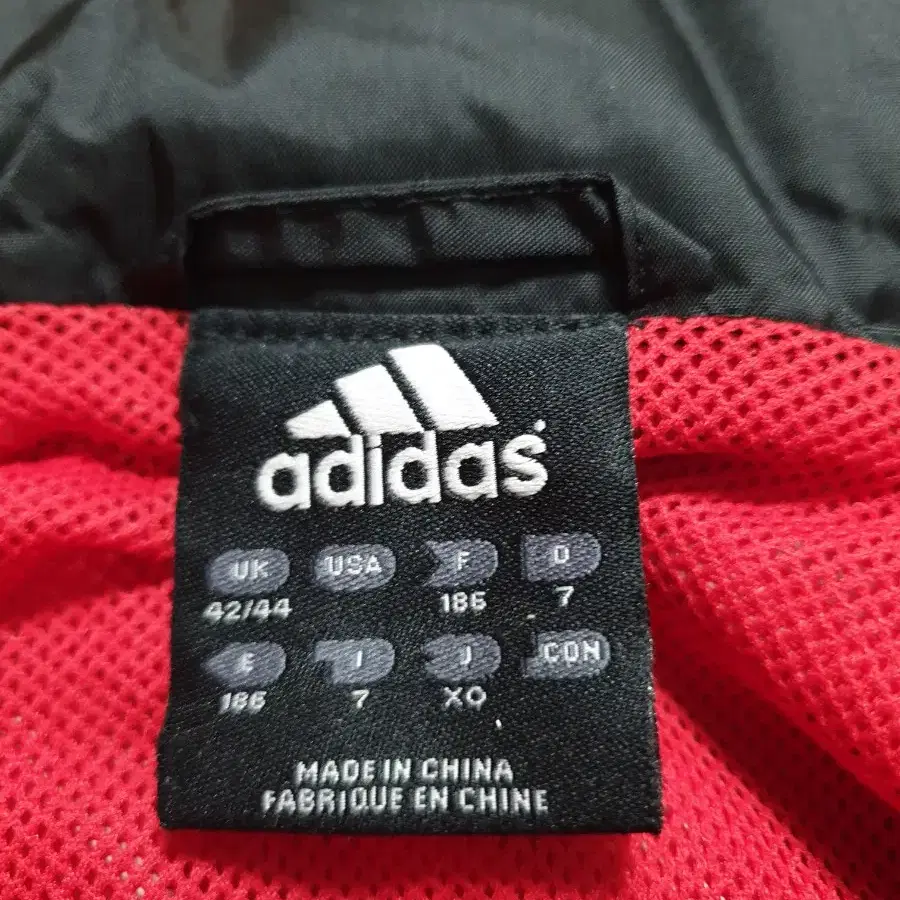 adidas
UK USA F D
42/44 186 7
E I J CON
186 7 XO
MADE IN CHINA
FABRIQUE EN CHINE